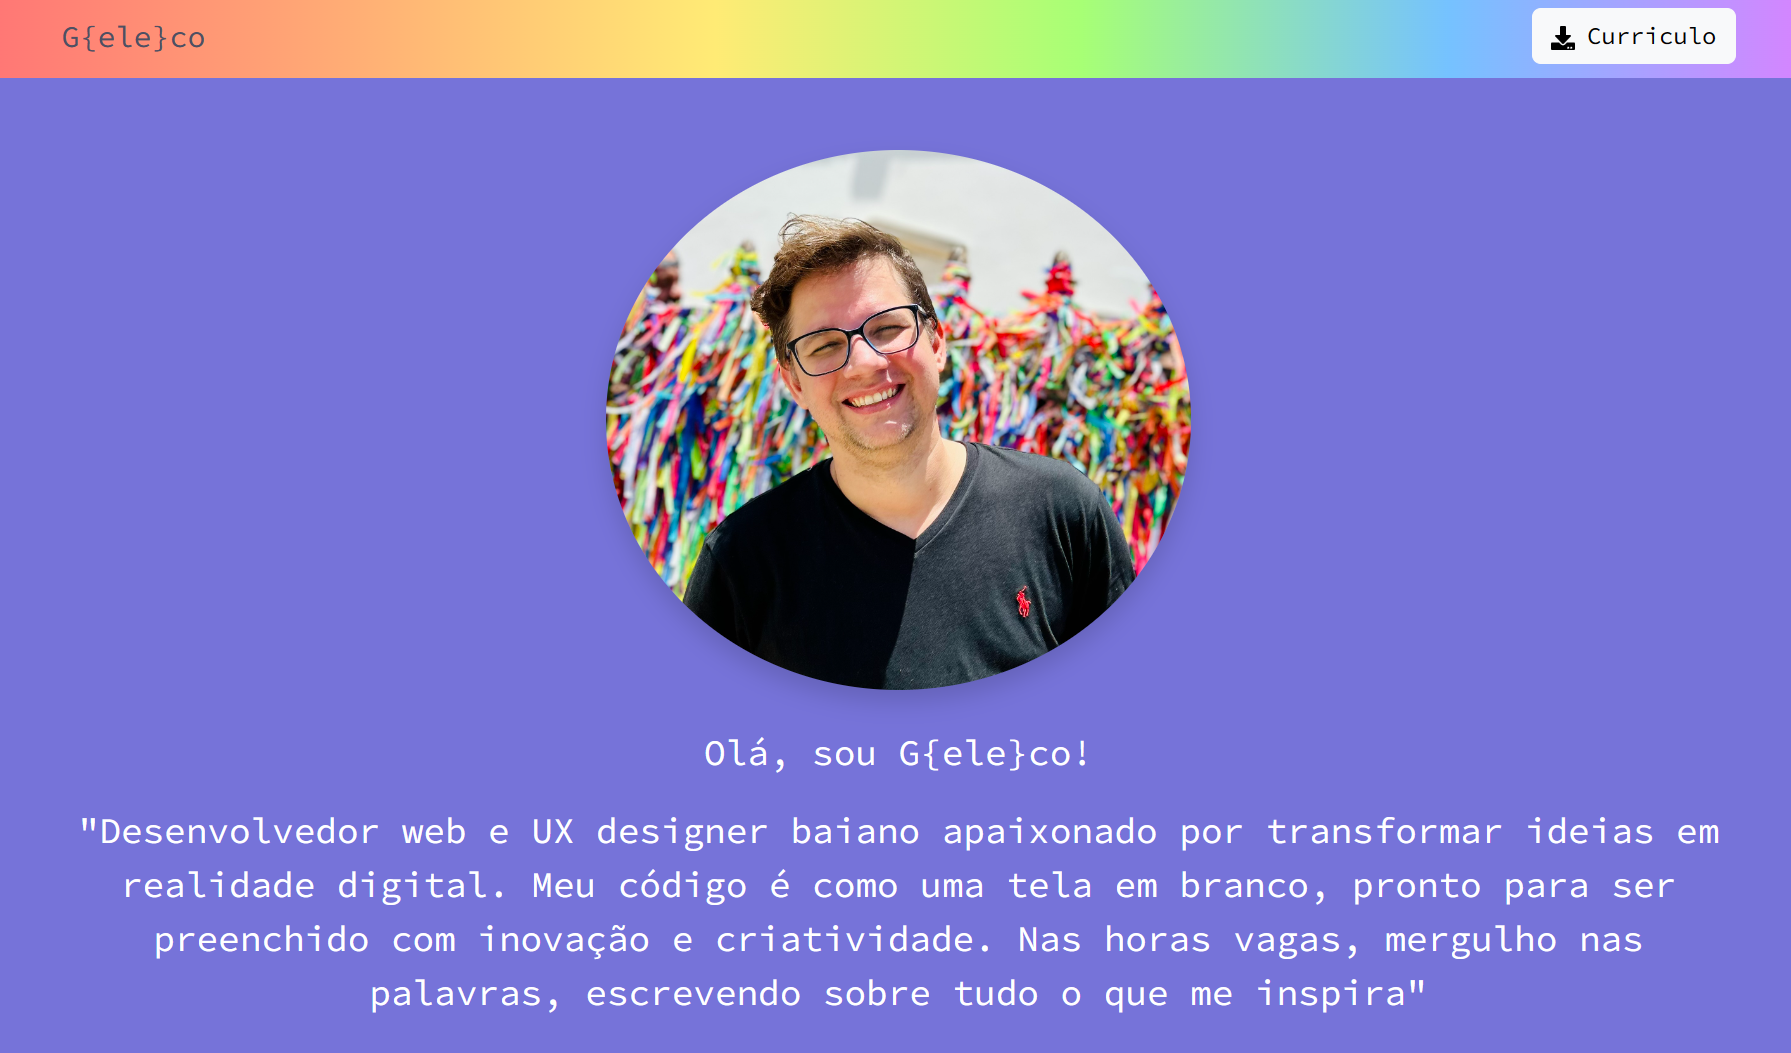 G{ele}co
Curriculo
Olá, sou G{ele}co!
"Desenvolvedor web e UX designer baiano apaixonado por transformar ideias em
realidade digital. Meu código é como uma tela em branco, pronto para ser
preenchido com inovação e criatividade. Nas horas vagas, mergulho nas
palavras, escrevendo sobre tudo o que me inspira"